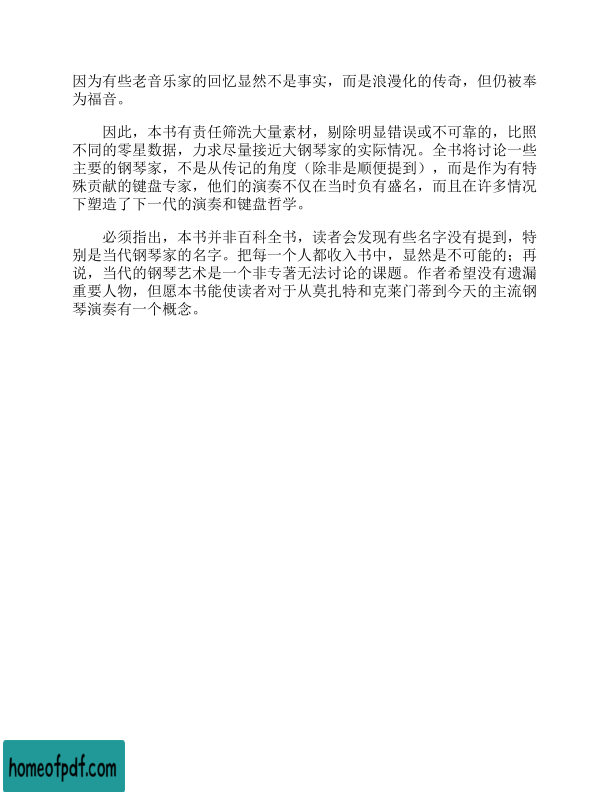 因为有些老音乐家的回忆显然不是事实，而是浪漫化的传奇，但仍被奉
为福音。
因此，本书有责任筛洗大量素材，剔除明显错误或不可靠的，比照
不同的零星数据，力求尽量接近大钢琴家的实际情况。全书将讨论一些
主要的钢琴家，不是从传记的角度（除非是顺便提到），而是作为有特
殊贡献的键盘专家，他们的演奏不仅在当时负有盛名，而且在许多情况
下塑造了下一代的演奏和键盘哲学。
必须指出，本书并非百科全书，读者会发现有些名字没有提到，特
别是当代钢琴家的名字。把每一个人都收入书中，显然是不可能的；再
说，当代的钢琴艺术是一个非专著无法讨论的课题。作者希望没有遗漏
重要人物，但愿本书能使读者对于从莫扎特和克莱门蒂到今天的主流钢
琴演奏有一个概念。
homeofpdf.com